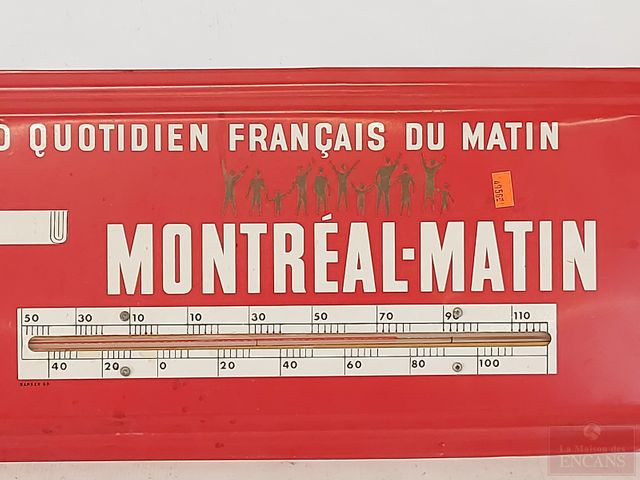 D QUOTIDIEN FRANÇAIS DU MATIN
MONTRÉAL-MATIN
50 30 10 10 30 50 70 90 110
40 20 0 20 40 60 80 100
La Maison des
ENCANS